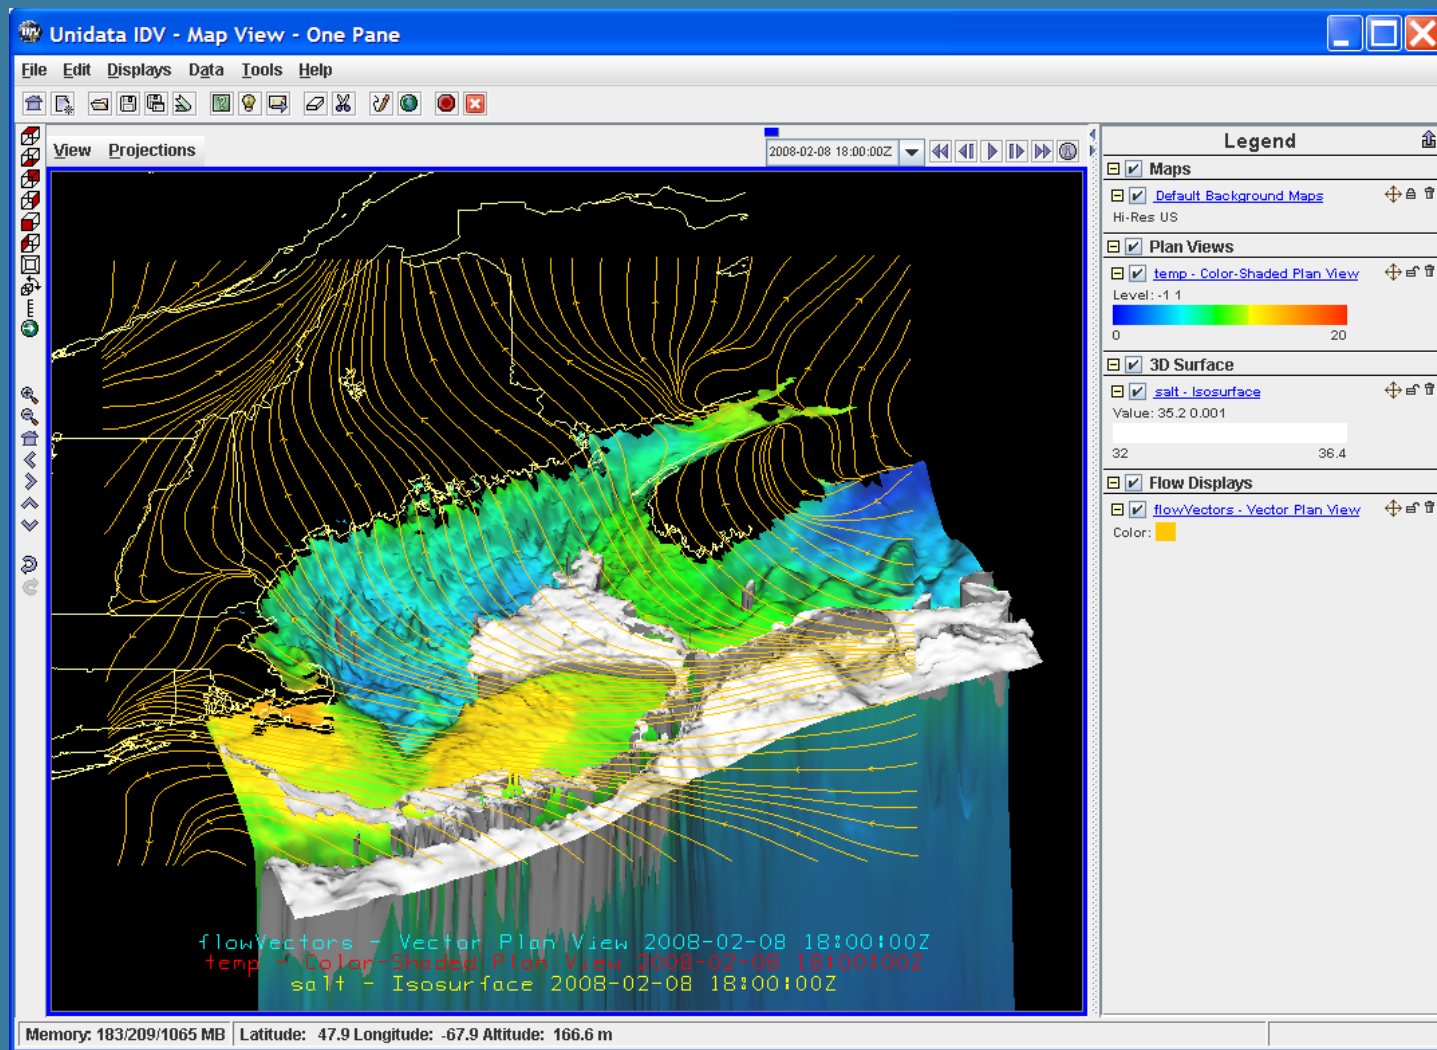 Unidata IDV - Map View - One Pane
File Edit Displays Data Tools Help
View Projections
2008-02-08 18:00:00Z
Legend
Maps
Default Background Maps
Hi-Res US
Plan Views
temp - Color-Shaded Plan View
Level: -1 1
0 20
3D Surface
salt - Isosurface
Value: 35.2 0.001
32 36.4
Flow Displays
flowVectors - Vector Plan View
Color:
flowVectors - Vector Plan View 2008-02-08 18:00:00Z
temp - Color-Shaded Plan View 2008-02-08 18:00:00Z
salt - Isosurface 2008-02-08 18:00:00Z
Memory: 183/209/1065 MB Latitude: 47.9 Longitude: -67.9 Altitude: 166.6 m